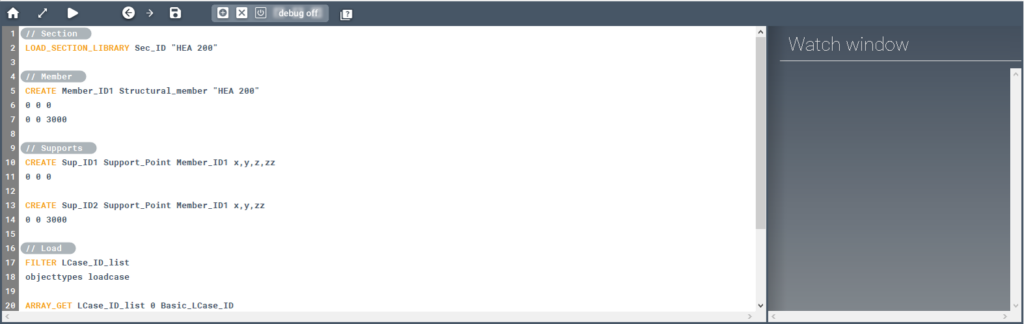 debug off
Watch window
1 // Section
2 LOAD_SECTION_LIBRARY Sec_ID "HEA 200"
3
4 // Member
5 CREATE Member_ID1 Structural_member "HEA 200"
6 0 0 0
7 0 0 3000
8
9 // Supports
10 CREATE Sup_ID1 Support_Point Member_ID1 x,y,z,zz
11 0 0 0
12
13 CREATE Sup_ID2 Support_Point Member_ID1 x,y,zz
14 0 0 3000
15
16 // Load
17 FILTER LCase_ID_list
18 objecttypes loadcase
19
20 ARRAY_GET LCase_ID_list 0 Basic_LCase_ID